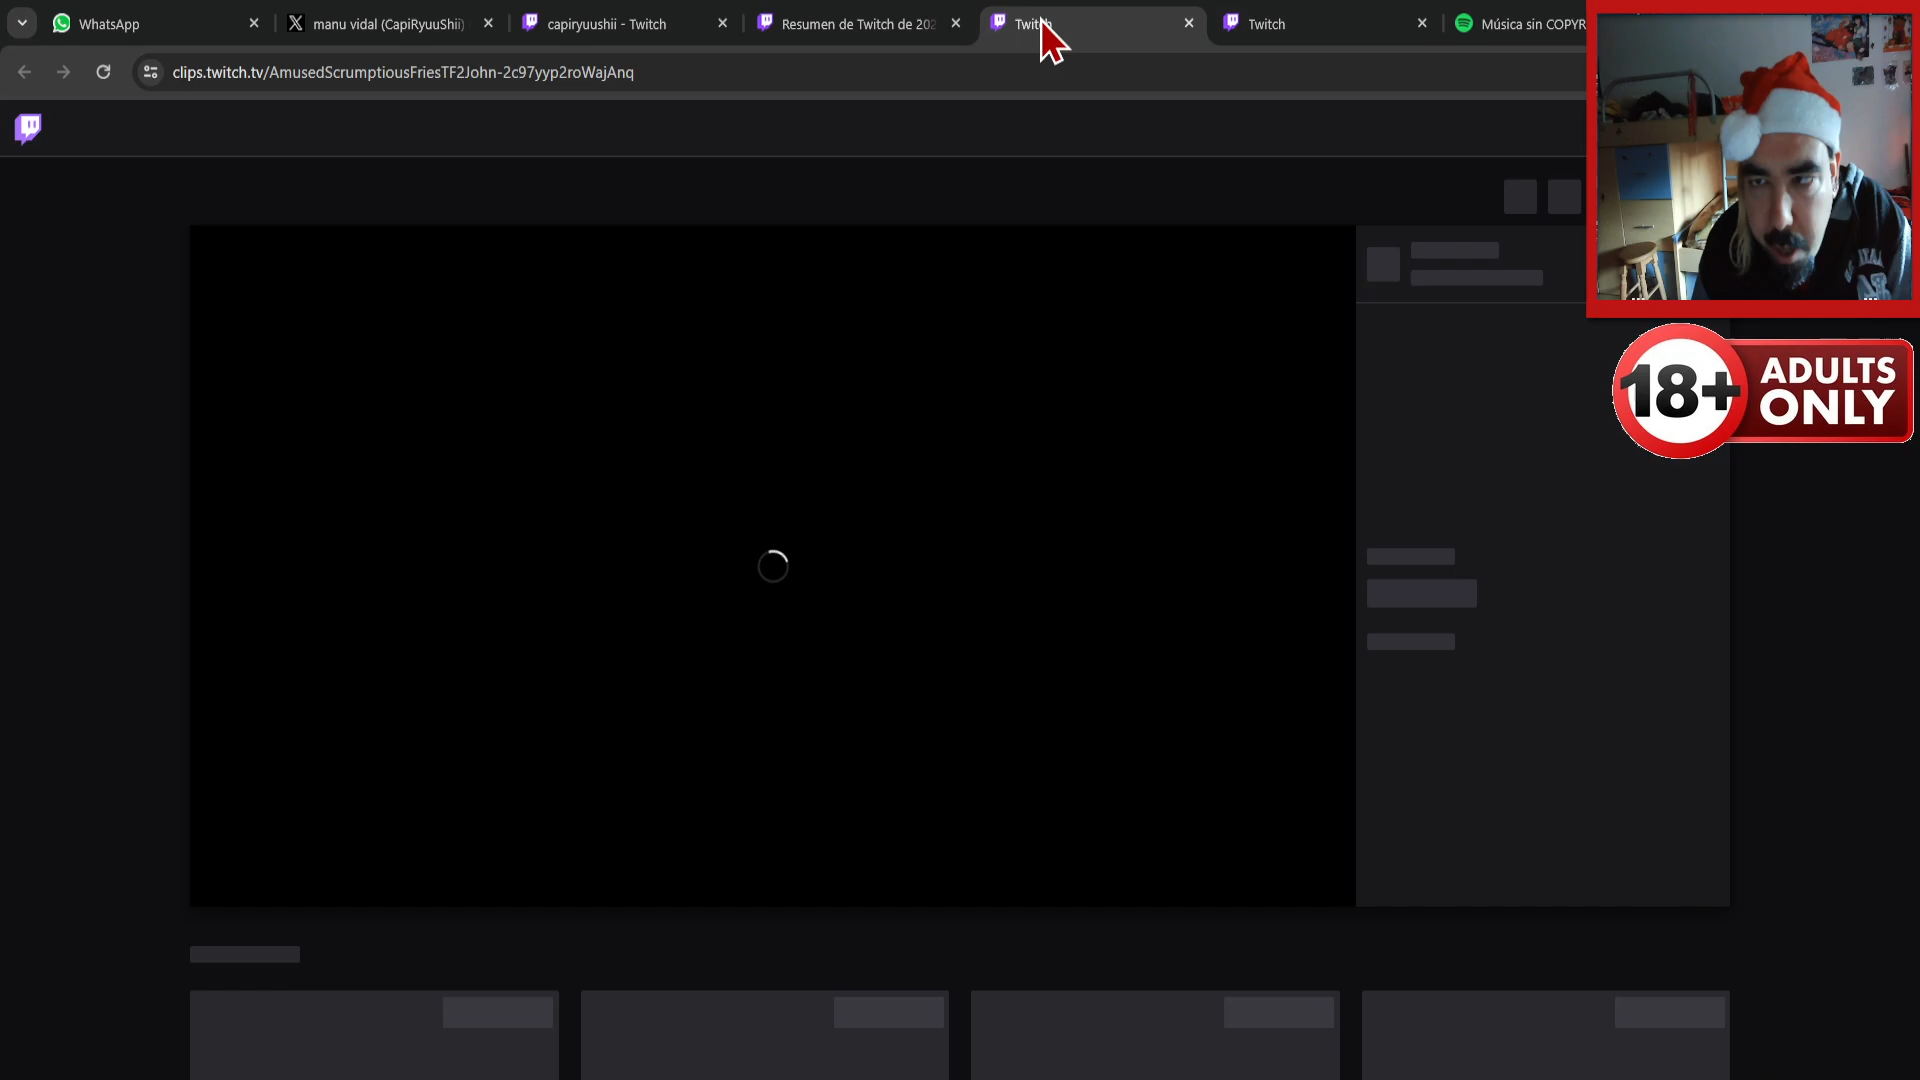 WhatsApp
manu vidal (CapiRyuuShii)
capiryuushii - Twitch
Resumen de Twitch de 202
Twitch
Twitch
Música sin COPYR
clips.twitch.tv/AmusedScrumptiousFriesTF2John-2c97yyp2roWajAnq
18+ ADULTS
ONLY